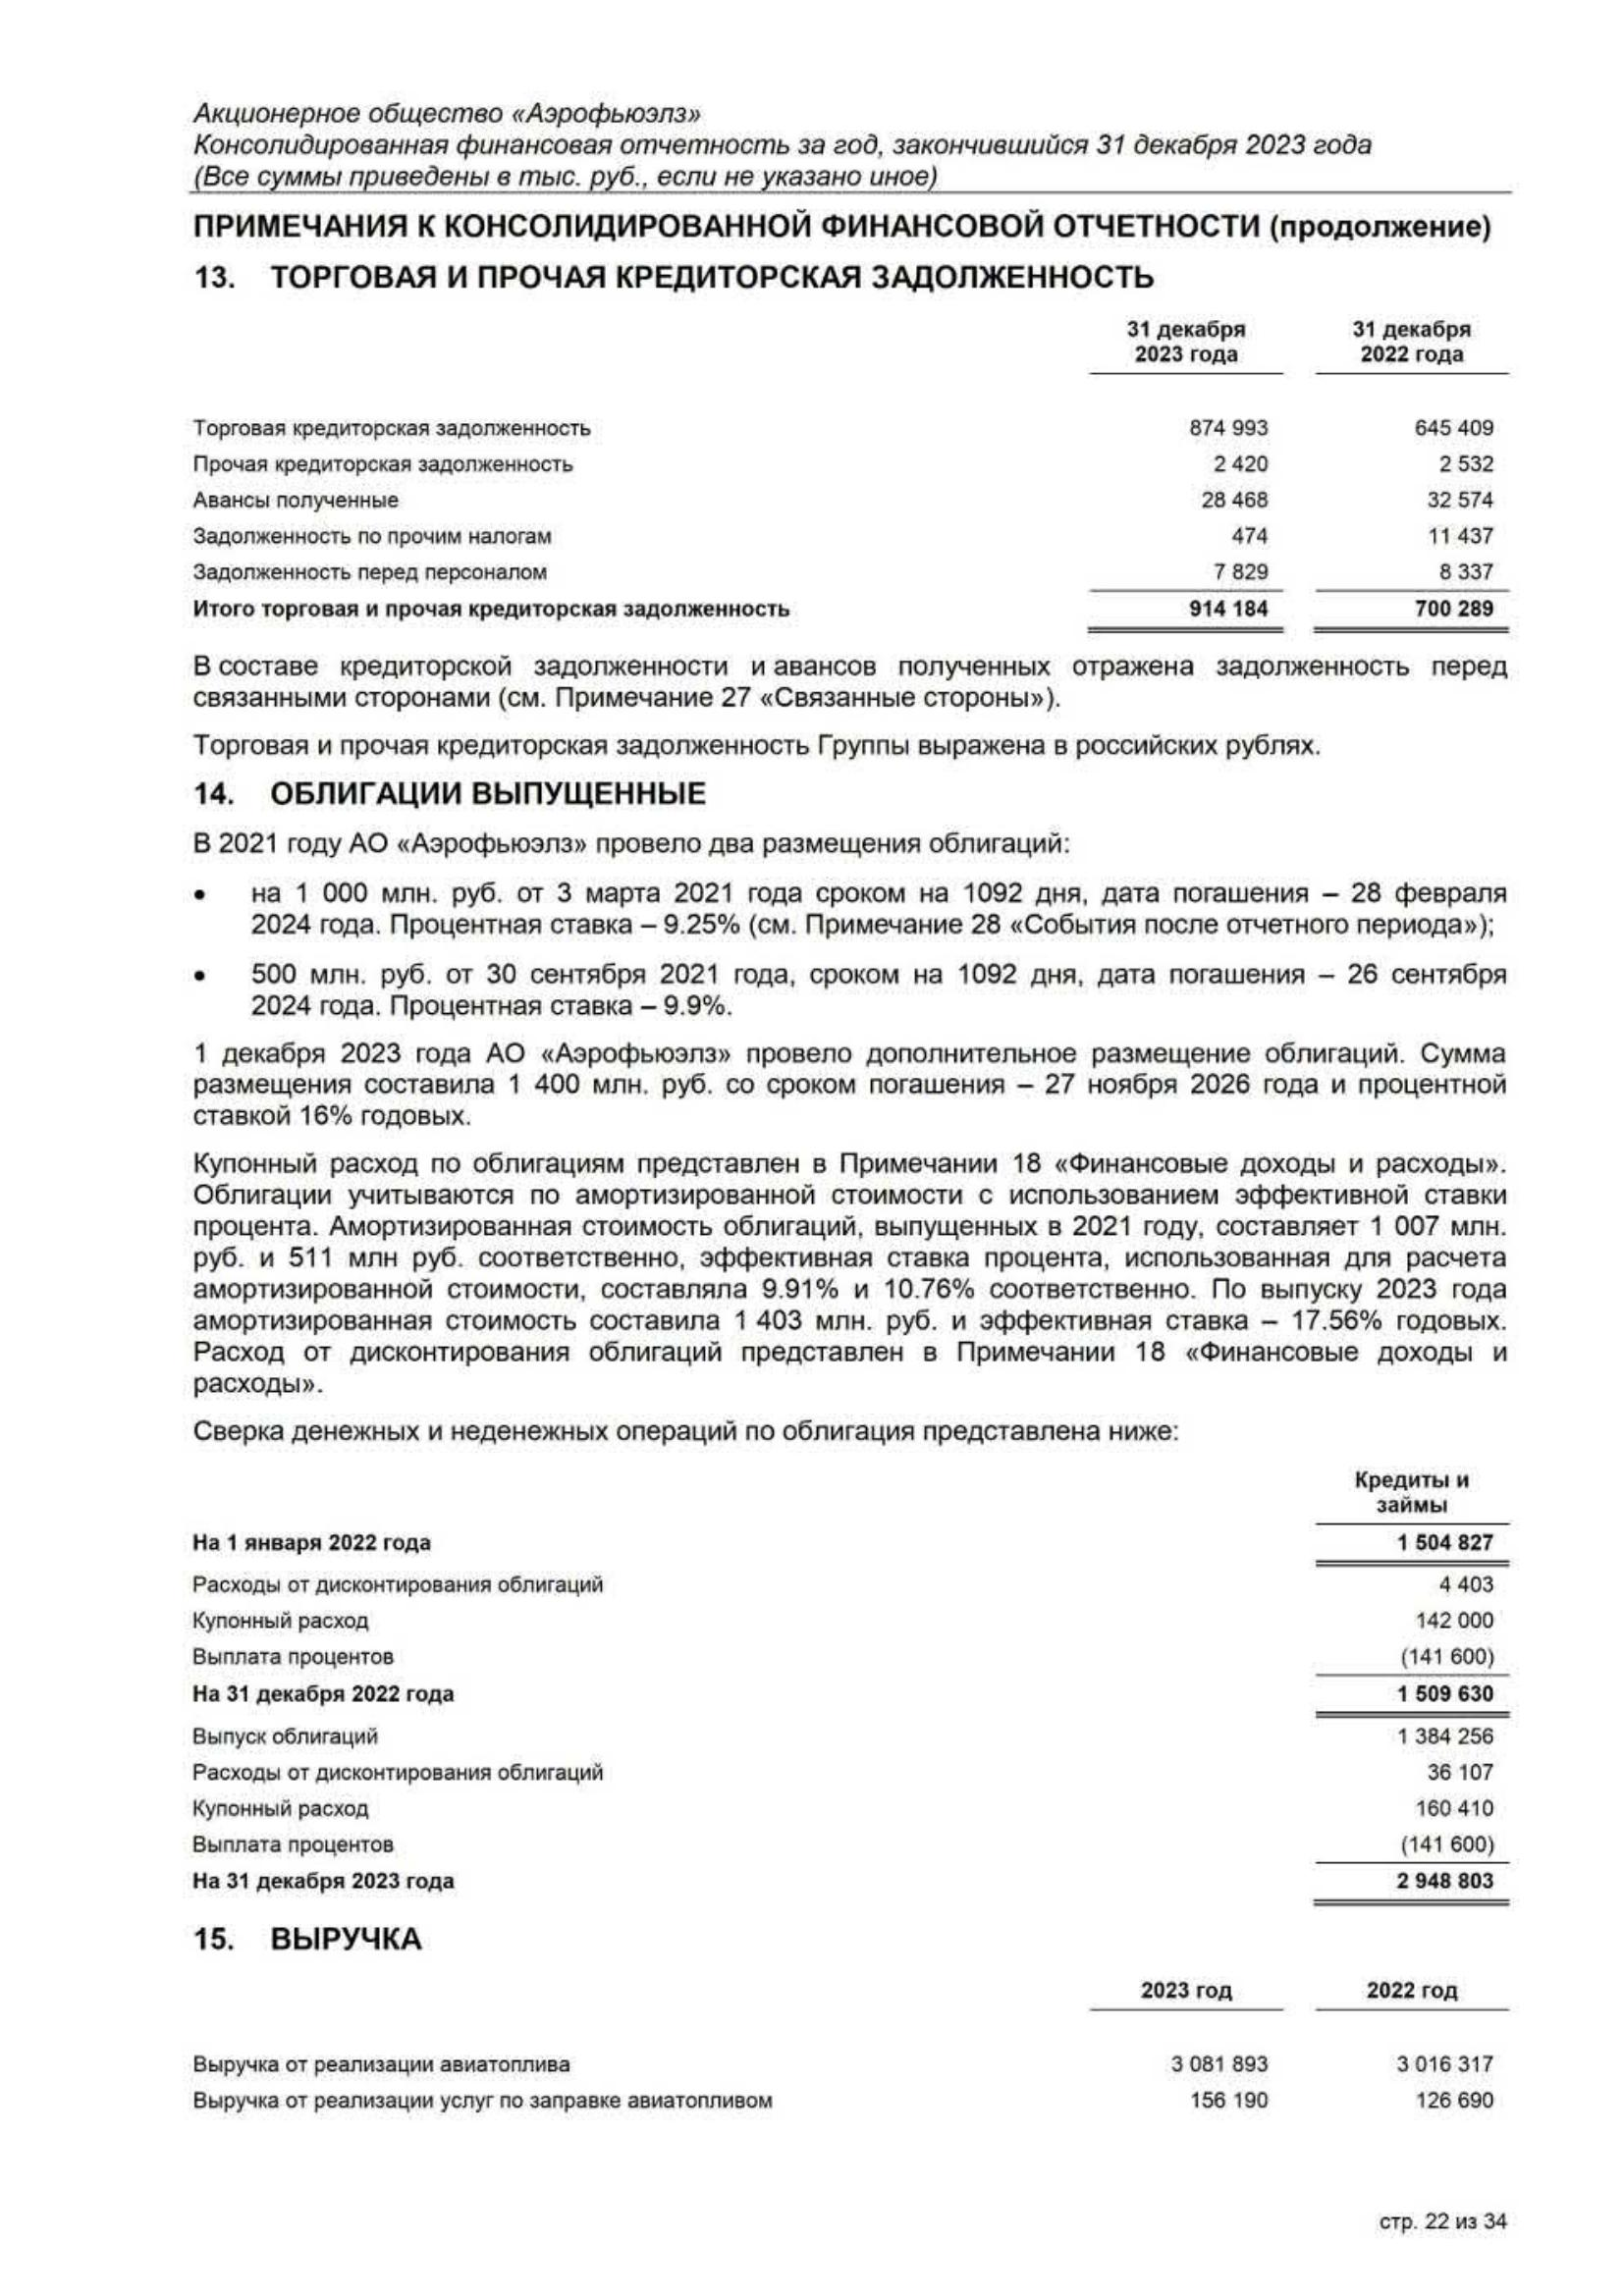 Акционерное общество «Аэрофьюэлз»
Консолидированная финансовая отчетность за год, закончившийся 31 декабря 2023 года
(Все суммы приведены в тыс. руб., если не указано иное)
ПРИМЕЧАНИЯ К КОНСОЛИДИРОВАННОЙ ФИНАНСОВОЙ ОТЧЕТНОСТИ (продолжение)
13. ТОРГОВАЯ И ПРОЧАЯ КРЕДИТОРСКАЯ ЗАДОЛЖЕННОСТЬ
31 декабря 31 декабря
2023 года 2022 года
Торговая кредиторская задолженность 874 993 645 409
Прочая кредиторская задолженность 2 420 2 532
Авансы полученные 28 468 32 574
Задолженность по прочим налогам 474 11 437
Задолженность перед персоналом 7 829 8 337
Итого торговая и прочая кредиторская задолженность 914 184 700 289
В составе кредиторской задолженности и авансов полученных отражена задолженность перед
связанными сторонами (см. Примечание 27 «Связанные стороны»).
Торговая и прочая кредиторская задолженность Группы выражена в российских рублях.
14. ОБЛИГАЦИИ ВЫПУЩЕННЫЕ
В 2021 году АО «Аэрофьюэлз» провело два размещения облигаций:
• на 1 000 млн. руб. от 3 марта 2021 года сроком на 1092 дня, дата погашения – 28 февраля
2024 года. Процентная ставка – 9.25% (см. Примечание 28 «События после отчетного периода»);
• 500 млн. руб. от 30 сентября 2021 года, сроком на 1092 дня, дата погашения – 26 сентября
2024 года. Процентная ставка – 9.9%.
1 декабря 2023 года АО «Аэрофьюэлз» провело дополнительное размещение облигаций. Сумма
размещения составила 1 400 млн. руб. со сроком погашения – 27 ноября 2026 года и процентной
ставкой 16% годовых.
Купонный расход по облигациям представлен в Примечании 18 «Финансовые доходы и расходы».
Облигации учитываются по амортизированной стоимости с использованием эффективной ставки
процента. Амортизированная стоимость облигаций, выпущенных в 2021 году, составляет 1 007 млн.
руб. и 511 млн руб. соответственно, эффективная ставка процента, использованная для расчета
амортизированной стоимости, составляла 9.91% и 10.76% соответственно. По выпуску 2023 года
амортизированная стоимость составила 1 403 млн. руб. и эффективная ставка – 17.56% годовых.
Расход от дисконтирования облигаций представлен в Примечании 18 «Финансовые доходы и
расходы».
Сверка денежных и неденежных операций по облигация представлена ниже:
Кредиты и
займы
На 1 января 2022 года 1 504 827
Расходы от дисконтирования облигаций 4 403
Купонный расход 142 000
Выплата процентов (141 600)
На 31 декабря 2022 года 1 509 630
Выпуск облигаций 1 384 256
Расходы от дисконтирования облигаций 36 107
Купонный расход 160 410
Выплата процентов (141 600)
На 31 декабря 2023 года 2 948 803
15. ВЫРУЧКА
2023 год 2022 год
Выручка от реализации авиатоплива 3 081 893 3 016 317
Выручка от реализации услуг по заправке авиатопливом 156 190 126 690
стр. 22 из 34